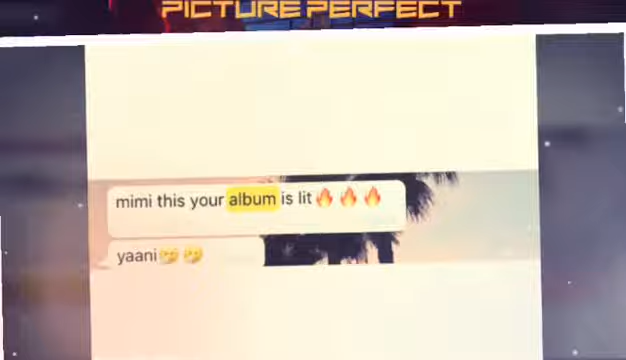 PICTURE PERFECT
mimi this your album is lit🔥🔥🔥
yaani🥳🥳